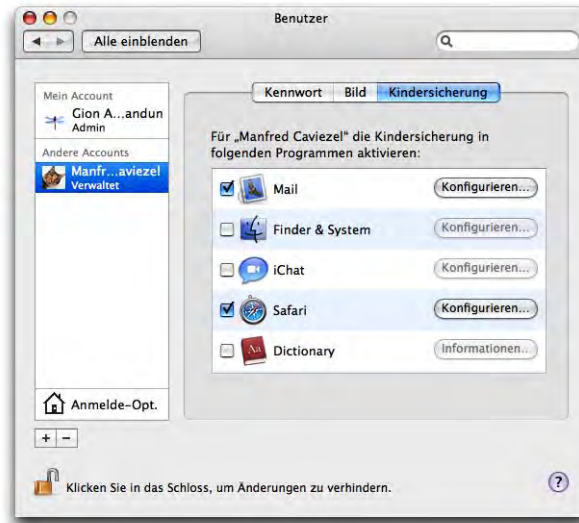 Benutzer
Alle einblenden
Kennwort Bild Kindersicherung
Mein Account
Gion A...andun
Admin
Andere Accounts
Manfr...aviezel
Verwaltet
Für „Manfred Caviezel“ die Kindersicherung in
folgenden Programmen aktivieren:
Mail Konfigurieren...
Finder & System Konfigurieren...
iChat Konfigurieren...
Safari Konfigurieren...
Aa Dictionary Informationen...
Anmelde-Opt.
+ −
Klicken Sie in das Schloss, um Änderungen zu verhindern. ?